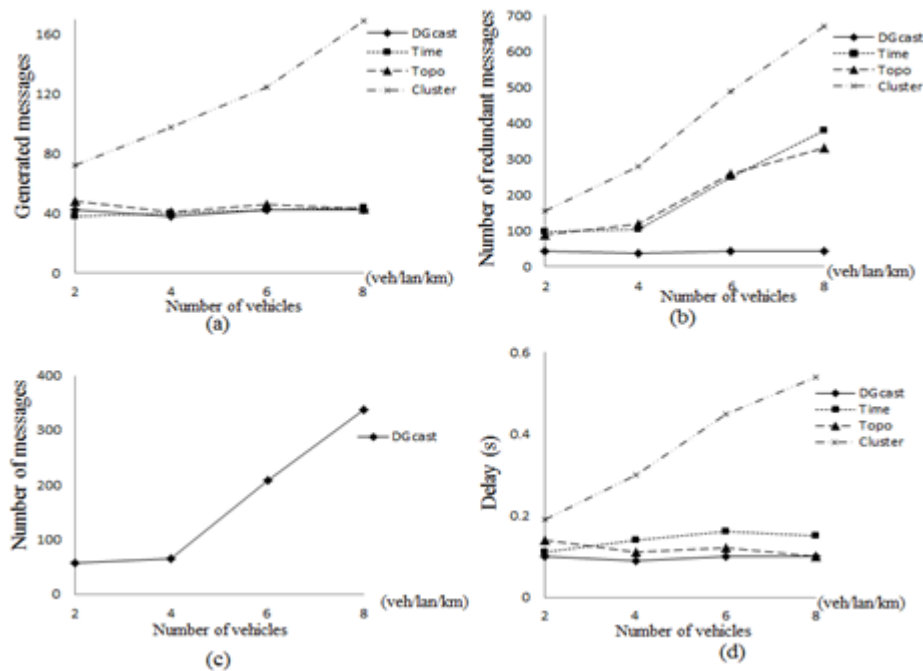 Generated messages
160
120
80
40
0
2 4 6 8
(veh/lan/km)
Number of vehicles
(a)
DGcast
Time
Topo
Cluster
Number of redundant messages
700
600
500
400
300
200
100
0
2 4 6 8
(veh/lan/km)
Number of vehicles
(b)
DGcast
Time
Topo
Cluster
Number of messages
400
300
200
100
0
2 4 6 8
(veh/lan/km)
Number of vehicles
(c)
DGcast
Delay (s)
0.6
0.4
0.2
0
2 4 6 8
(veh/lan/km)
Number of vehicles
(d)
DGcast
Time
Topo
Cluster